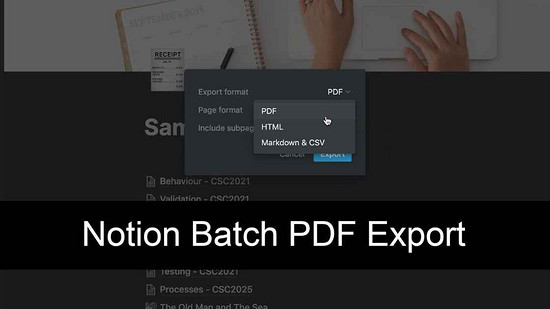 RECEIPT
Export format PDF
Page format
PDF
HTML
Include subpag
Markdown & CSV
Cancel Export
Sam
Behaviour - CSC2021
Validation - CSC2021
Notion Batch PDF Export
Testing - CSC2021
Processes - CSC2025
The Old Man and The Sea